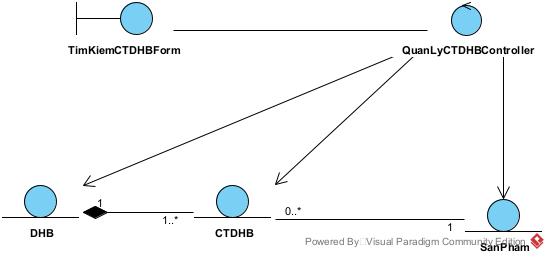 TimKiemCTDHBForm
QuanLyCTDHBController
1
1..*
0..*
1
DHB
CTDHB
SanPham
Powered By Visual Paradigm Community Edition